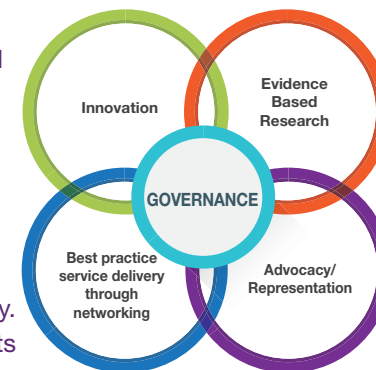 Innovation
Evidence
Based
Research
GOVERNANCE
Best practice
service delivery
through
networking
Advocacy/
Representation